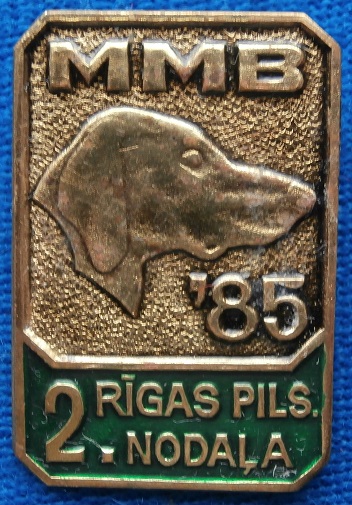 MMB
'85
2. RĪGAS PILS.
NODAĻA